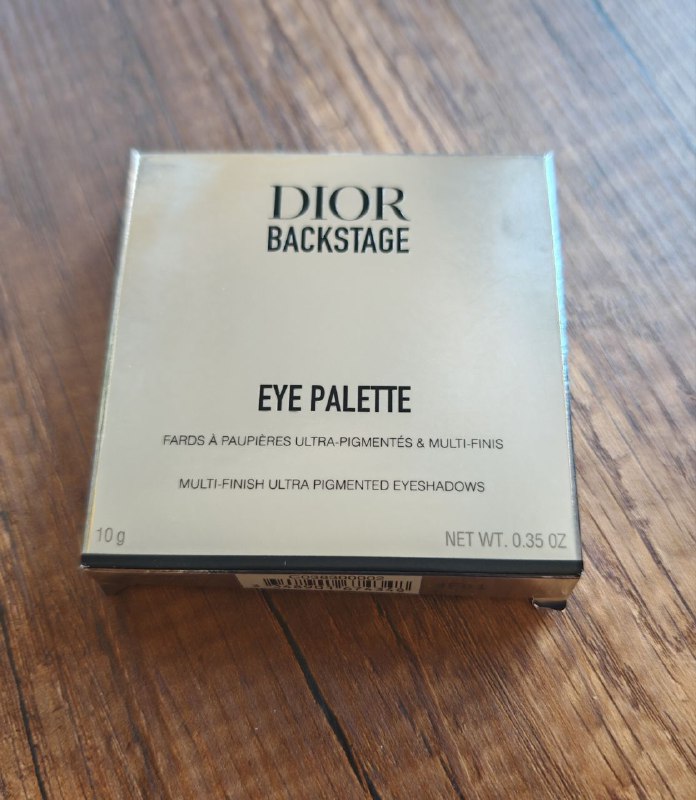 DIOR
BACKSTAGE
EYE PALETTE
FARDS À PAUPIÈRES ULTRA-PIGMENTÉS & MULTI-FINIS
MULTI-FINISH ULTRA PIGMENTED EYESHADOWS
10 g
NET WT. 0.35 OZ